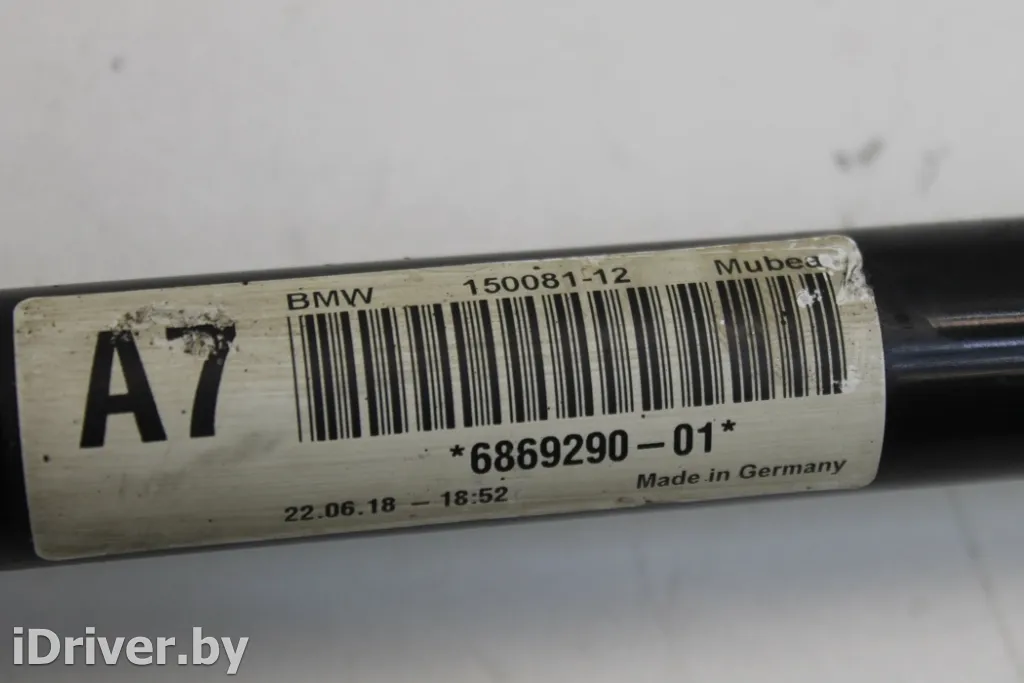 BMW 150081-12 Mubea
A7
*6869290-01*
22.06.18 - 18:52 Made in Germany
iDriver.by